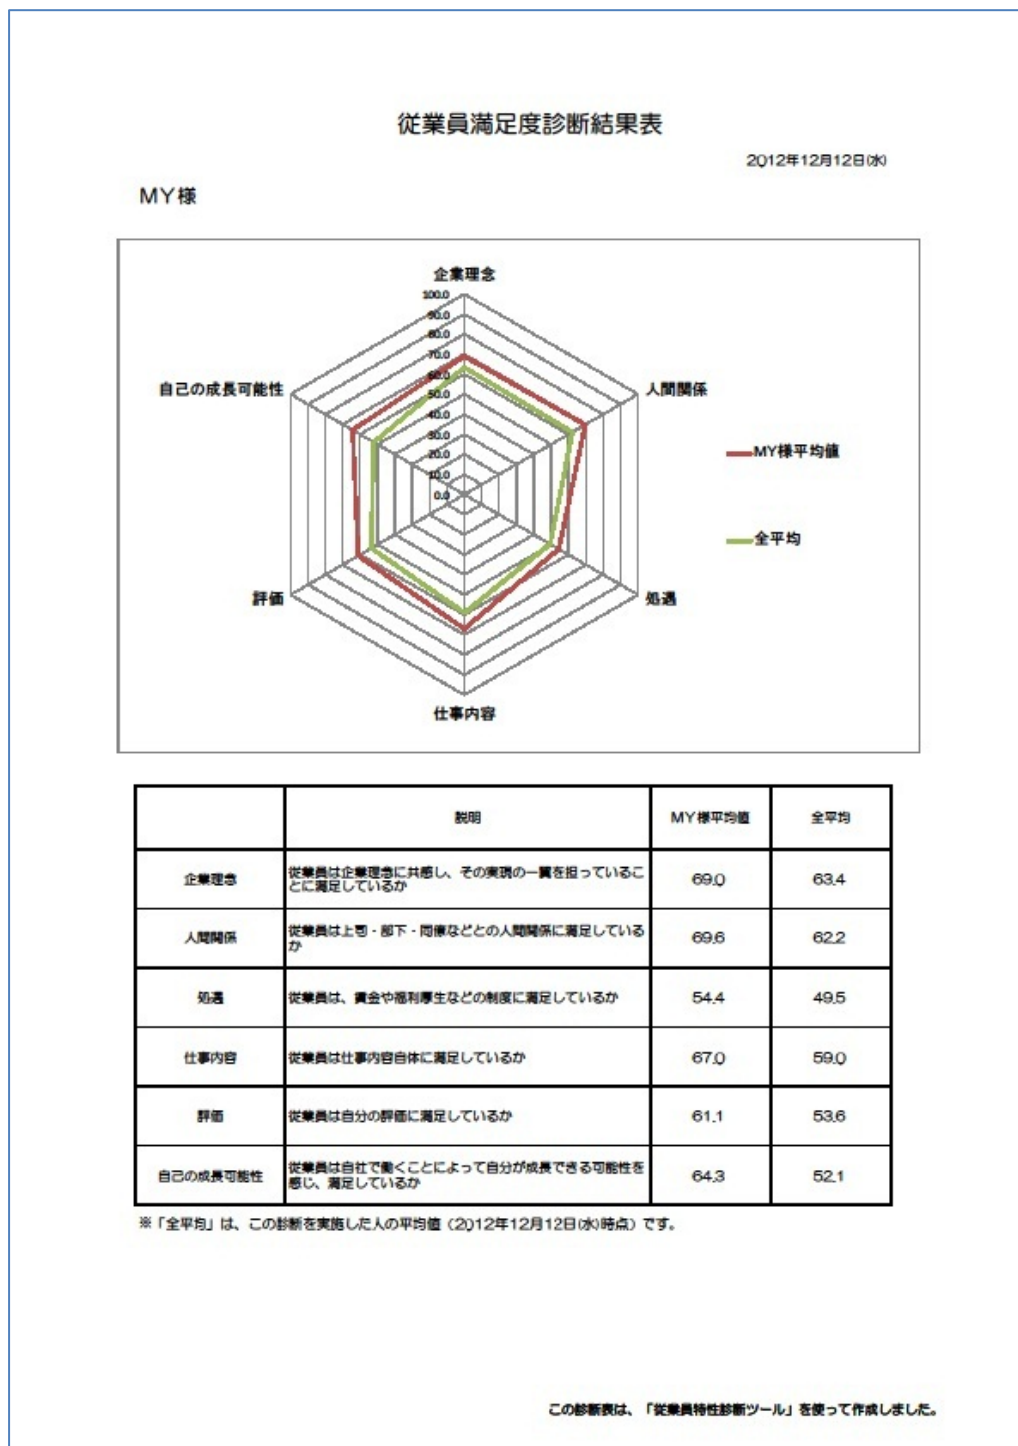 従業員満足度診断結果表
2012年12月12日(水)
MY様
企業理念
100.0
90.0
80.0
70.0
60.0
50.0
40.0
30.0
20.0
10.0
0.0
自己の成長可能性
人間関係
MY様平均値
全平均
評価
処遇
仕事内容
説明 MY様平均値 全平均
企業理念 従業員は企業理念に共感し、その実現の一翼を担っているこ
とに満足しているか 69.0 63.4
人間関係 従業員は上司・部下・同僚などとの人間関係に満足している
か 69.6 62.2
処遇 従業員は、賃金や福利厚生などの制度に満足しているか 54.4 49.5
仕事内容 従業員は仕事内容自体に満足しているか 67.0 59.0
評価 従業員は自分の評価に満足しているか 61.1 53.6
自己の成長可能性 従業員は自社で働くことによって自分が成長できる可能性を
感じ、満足しているか 64.3 52.1
※「全平均」は、この診断を実施した人の平均値（2012年12月12日(水)時点）です。
この診断表は、「従業員特性診断ツール」を使って作成しました。